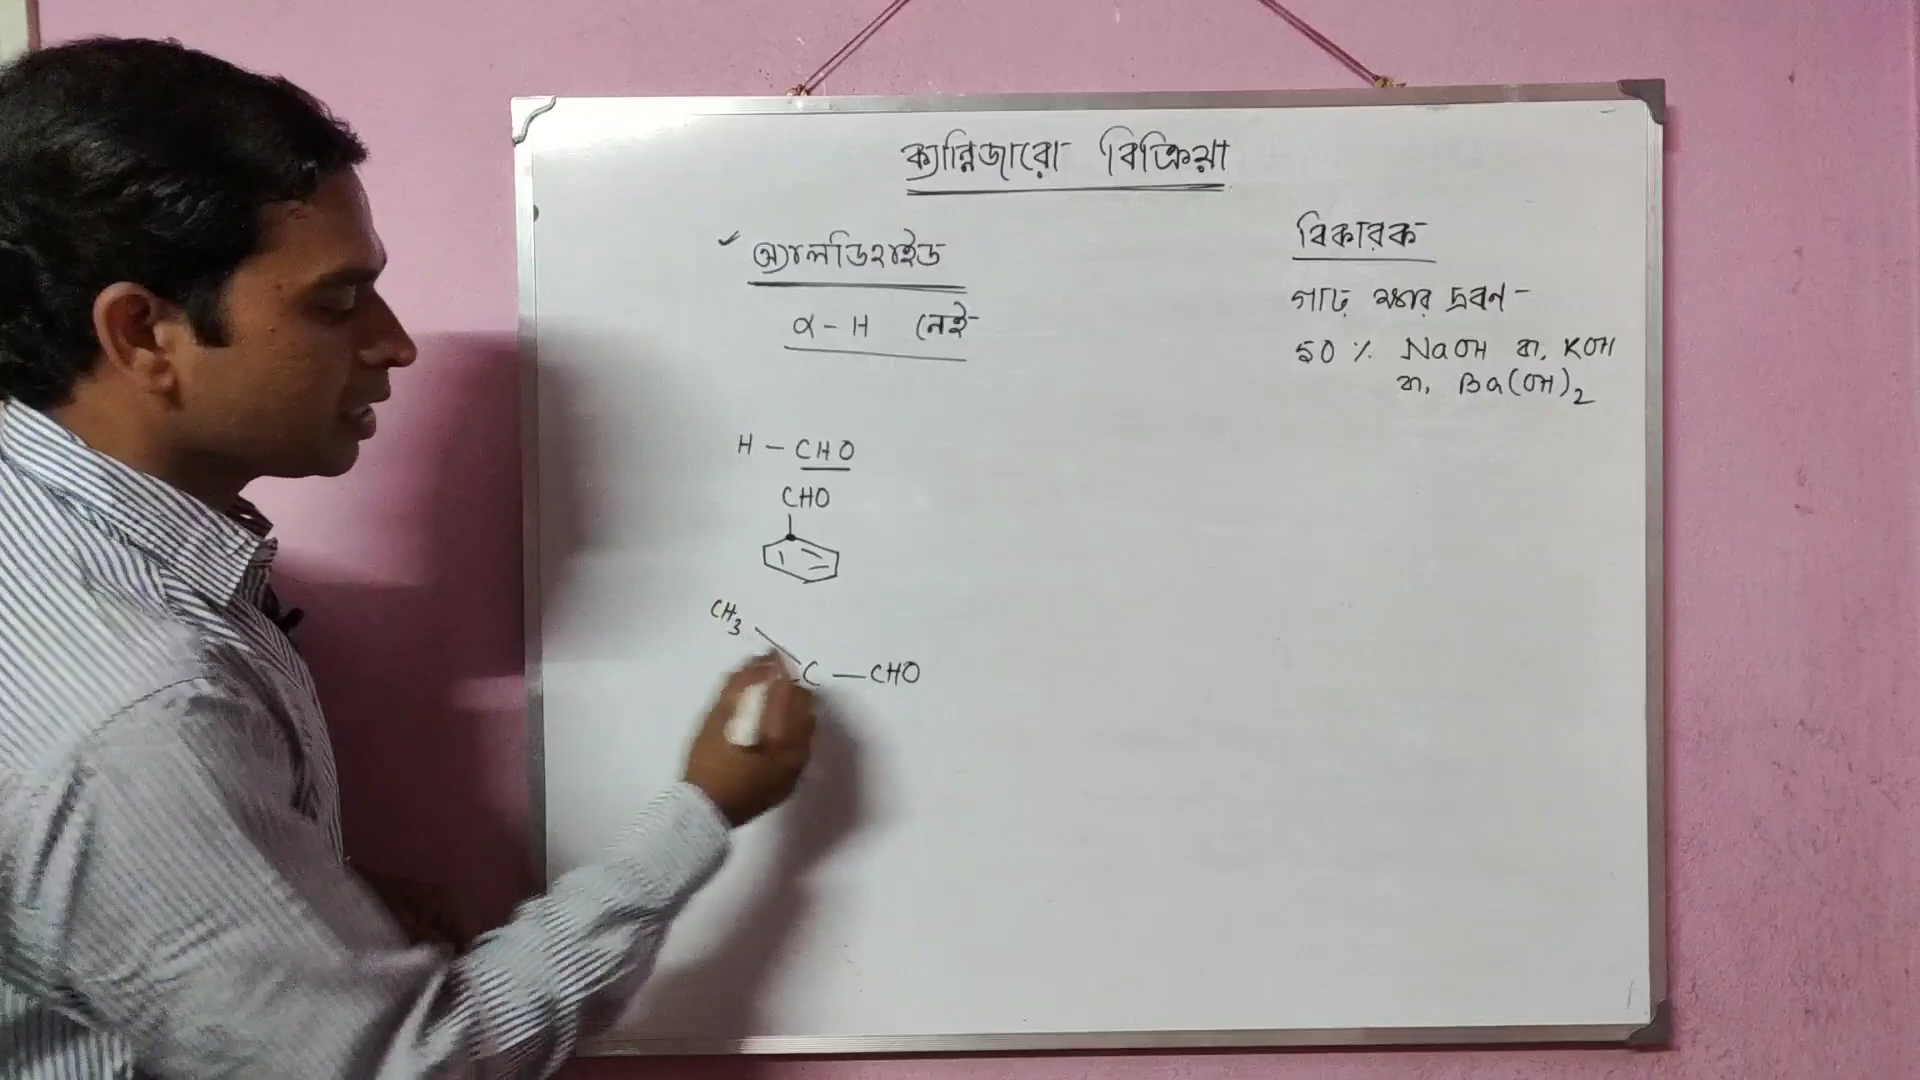 ক্যান্নিজারো বিক্রিয়া
অ্যালডিহাইড
α - H নেই
H - CHO
CHO
CH3
C - CHO
বিকারক
গাঢ় ক্ষার দ্রবণ
50 % NaOH বা, KOH
বা, Ba(OH)2